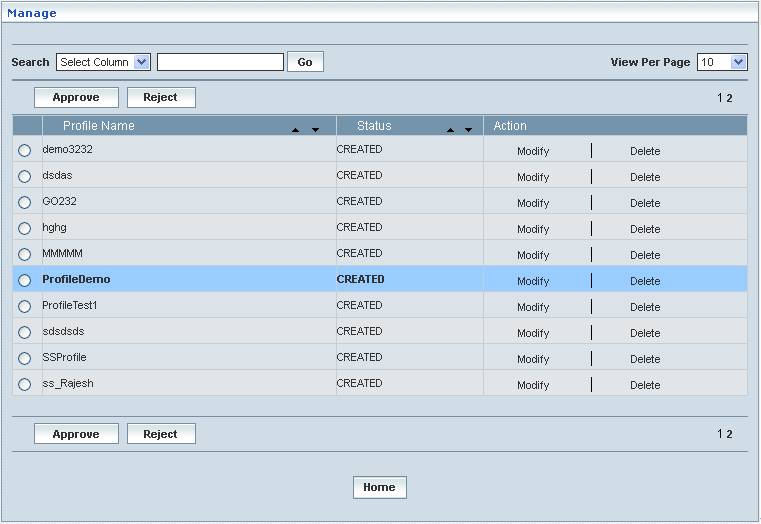 Manage
Search Select Column Go View Per Page 10
Approve Reject 1 2
Profile Name Status Action
demo3232 CREATED Modify Delete
dsdas CREATED Modify Delete
GO232 CREATED Modify Delete
hghg CREATED Modify Delete
MMMMM CREATED Modify Delete
ProfileDemo CREATED Modify Delete
ProfileTest1 CREATED Modify Delete
sdsdsds CREATED Modify Delete
SSProfile CREATED Modify Delete
ss_Rajesh CREATED Modify Delete
Approve Reject 1 2
Home